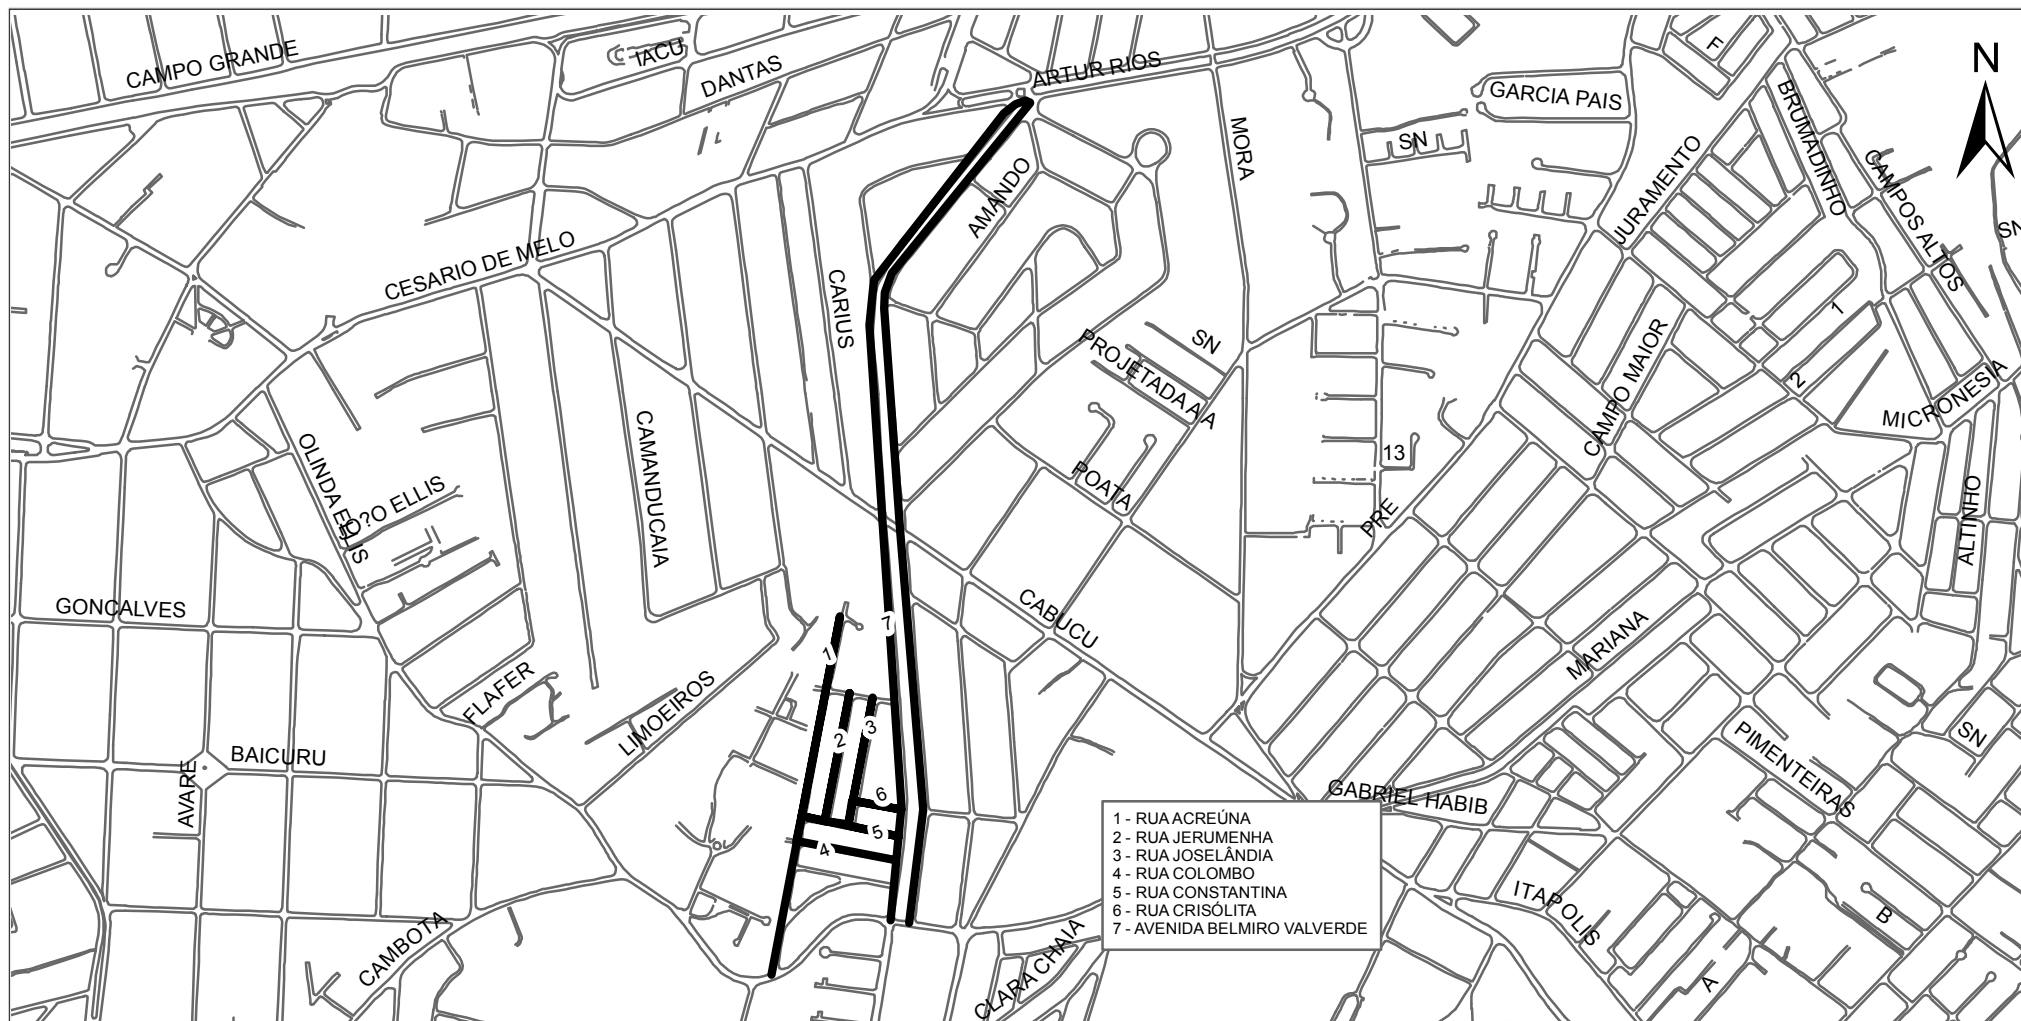 CAMPO GRANDE
IACU
DANTAS
ARTUR RIOS
GARCIA PAIS
F
BRUMADINHO
N
MORA
SN
JURAMENTO
CAMPOS ALTOS
SN
AMANDO
CESARIO DE MELO
CARIUS
SN
PROJETADA A A
1
2
CAMPO MAIOR
MICRONESIA
OLINDA ELLIS
JO?O ELLIS
CAMANDUCAIA
POATA
13
PRE
ALTINHO
GONCALVES
CABUCU
MARIANA
7
1
2
3
6
5
4
FLAFER
LIMOEIROS
BAICURU
AVARE
PIMENTEIRAS
SN
GABRIEL HABIB
1 - RUA ACREÚNA
2 - RUA JERUMENHA
3 - RUA JOSELÂNDIA
4 - RUA COLOMBO
5 - RUA CONSTANTINA
6 - RUA CRISÓLITA
7 - AVENIDA BELMIRO VALVERDE
ITAPOLIS
B
A
CAMBOTA
CLARA CHAIA